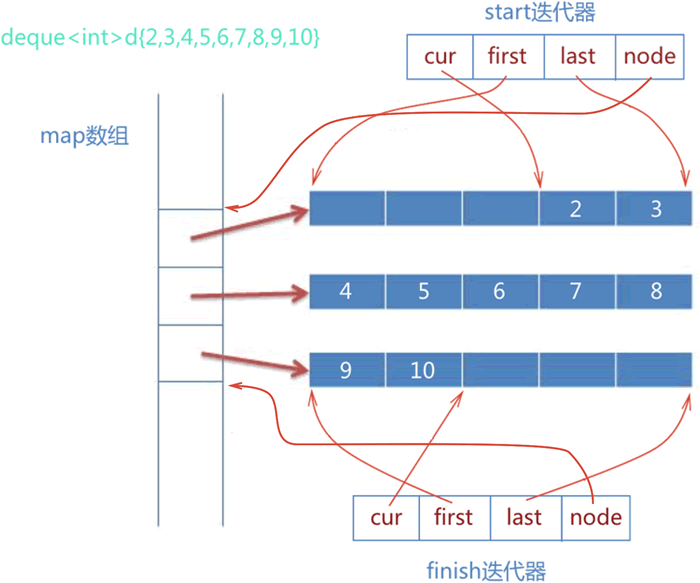 start迭代器
deque<int>d{2,3,4,5,6,7,8,9,10}
cur first last node
map数组
2 3
4 5 6 7 8
9 10
cur first last node
finish迭代器